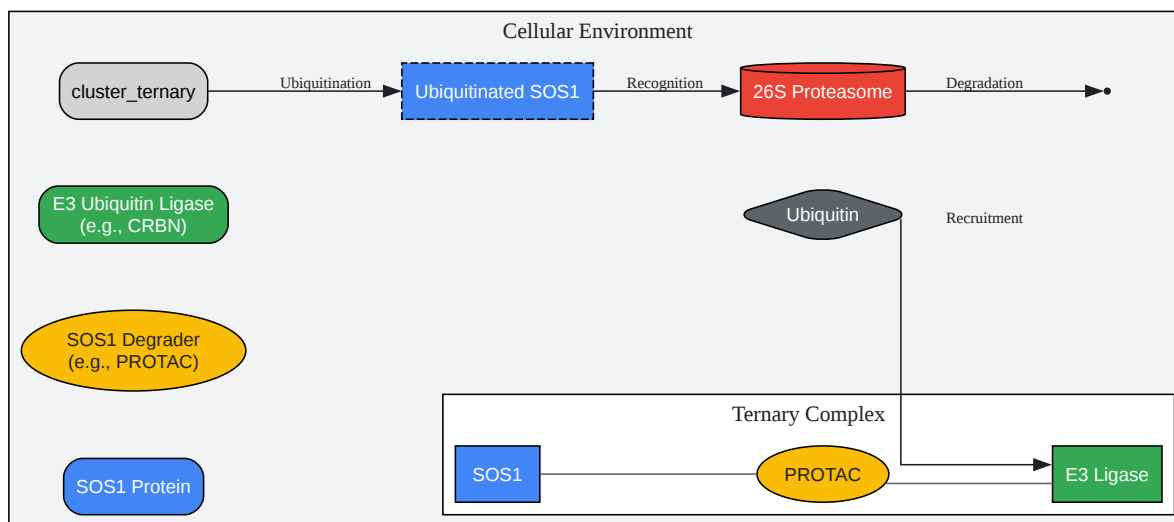 Cellular Environment
cluster_ternary
Ubiquitination
Ubiquitinated SOS1
Recognition
26S Proteasome
Degradation
E3 Ubiquitin Ligase
(e.g., CRBN)
Ubiquitin
Recruitment
SOS1 Degrader
(e.g., PROTAC)
Ternary Complex
SOS1 Protein
SOS1
PROTAC
E3 Ligase